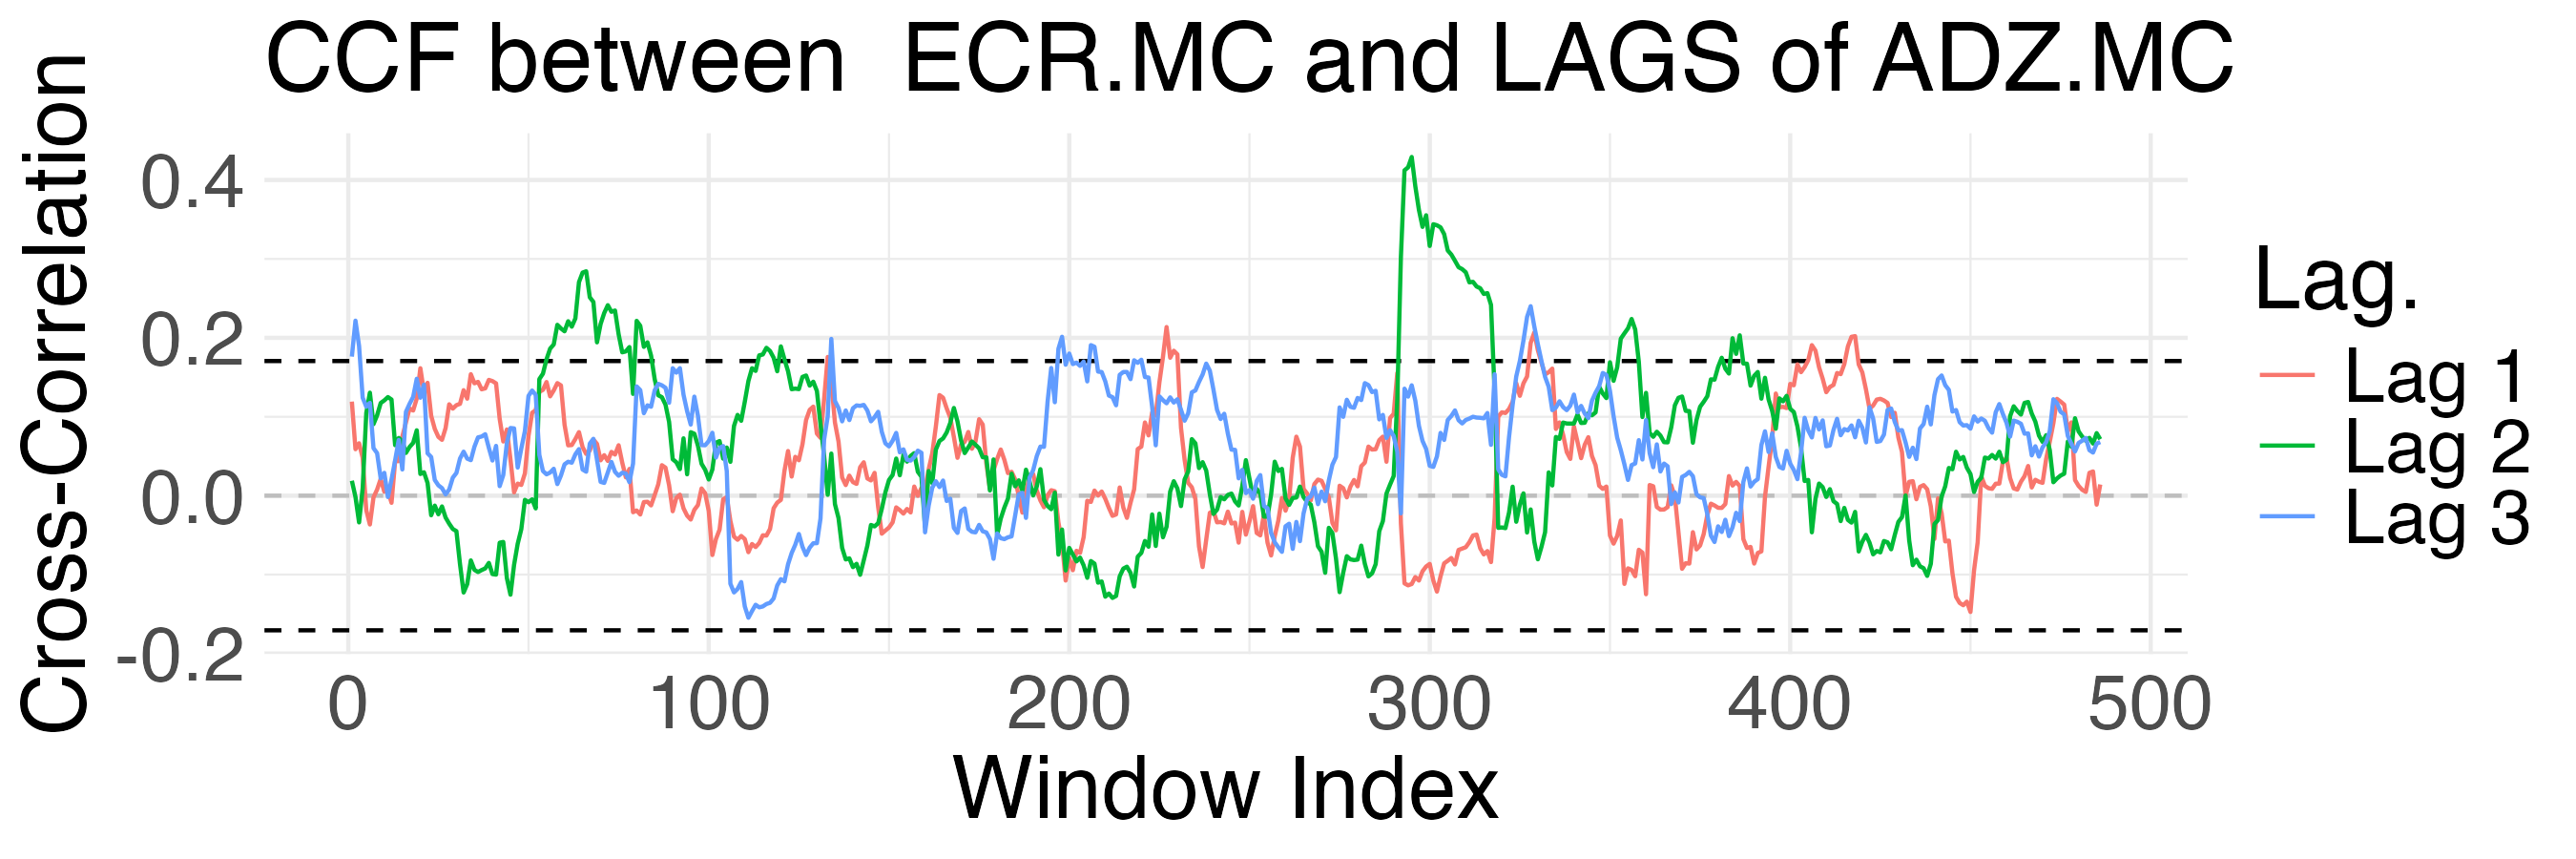 CCF between  ECR.MC and LAGS of ADZ.MC
Cross-Correlation
0.4
0.2
0.0
-0.2
0 100 200 300 400 500
Window Index
Lag.
Lag 1
Lag 2
Lag 3